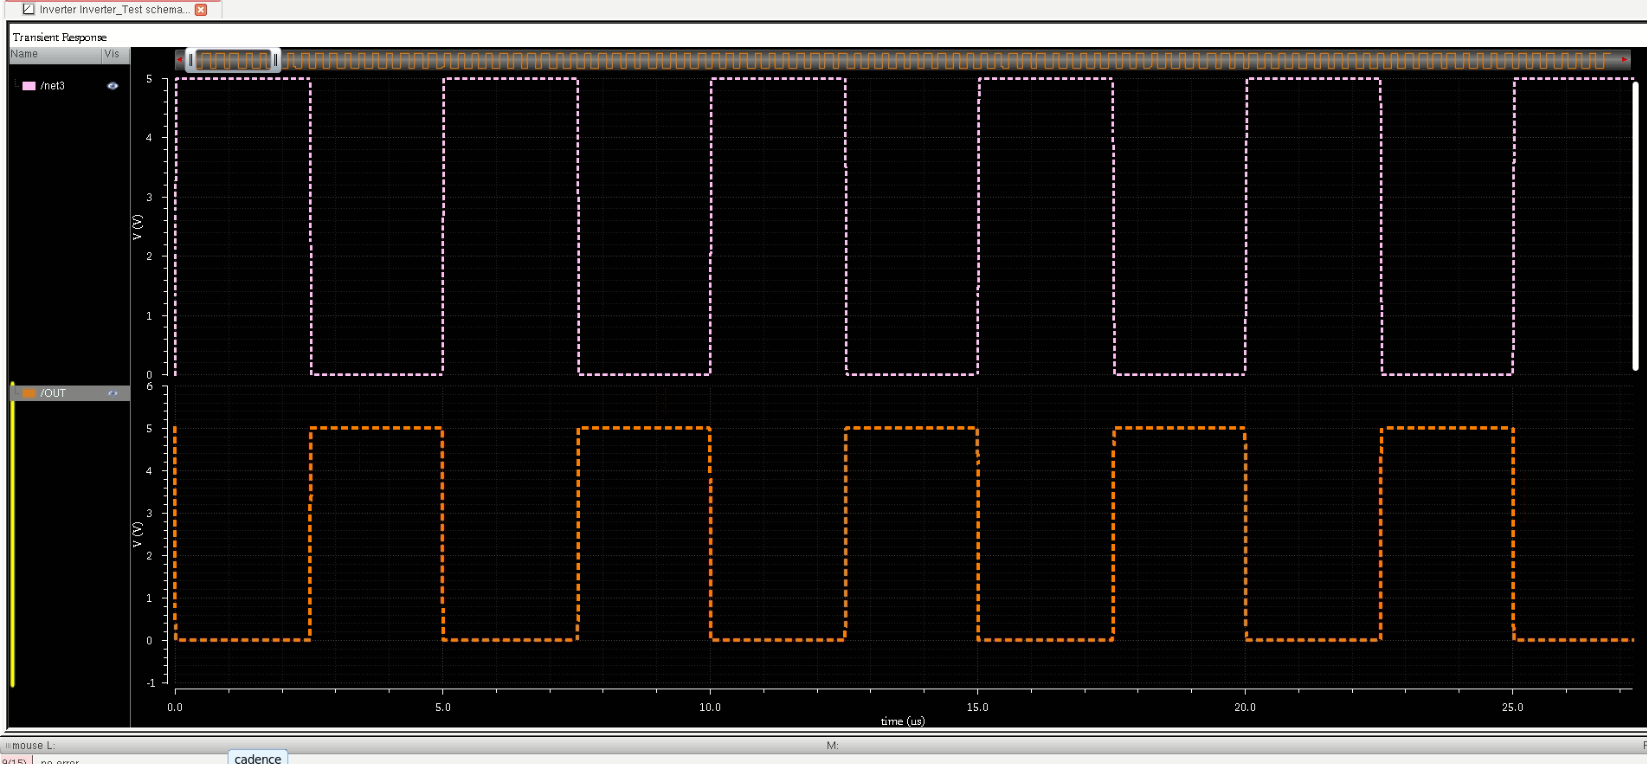 Inverter Inverter_Test schema...
Transient Response
Name Vis
/net3
5
4
3
2
1
0
V (V)
/OUT
6
5
4
3
2
1
0
-1
V (V)
0.0 5.0 10.0 15.0 20.0 25.0
time (us)
mouse L: M:
9(15) no error
cadence